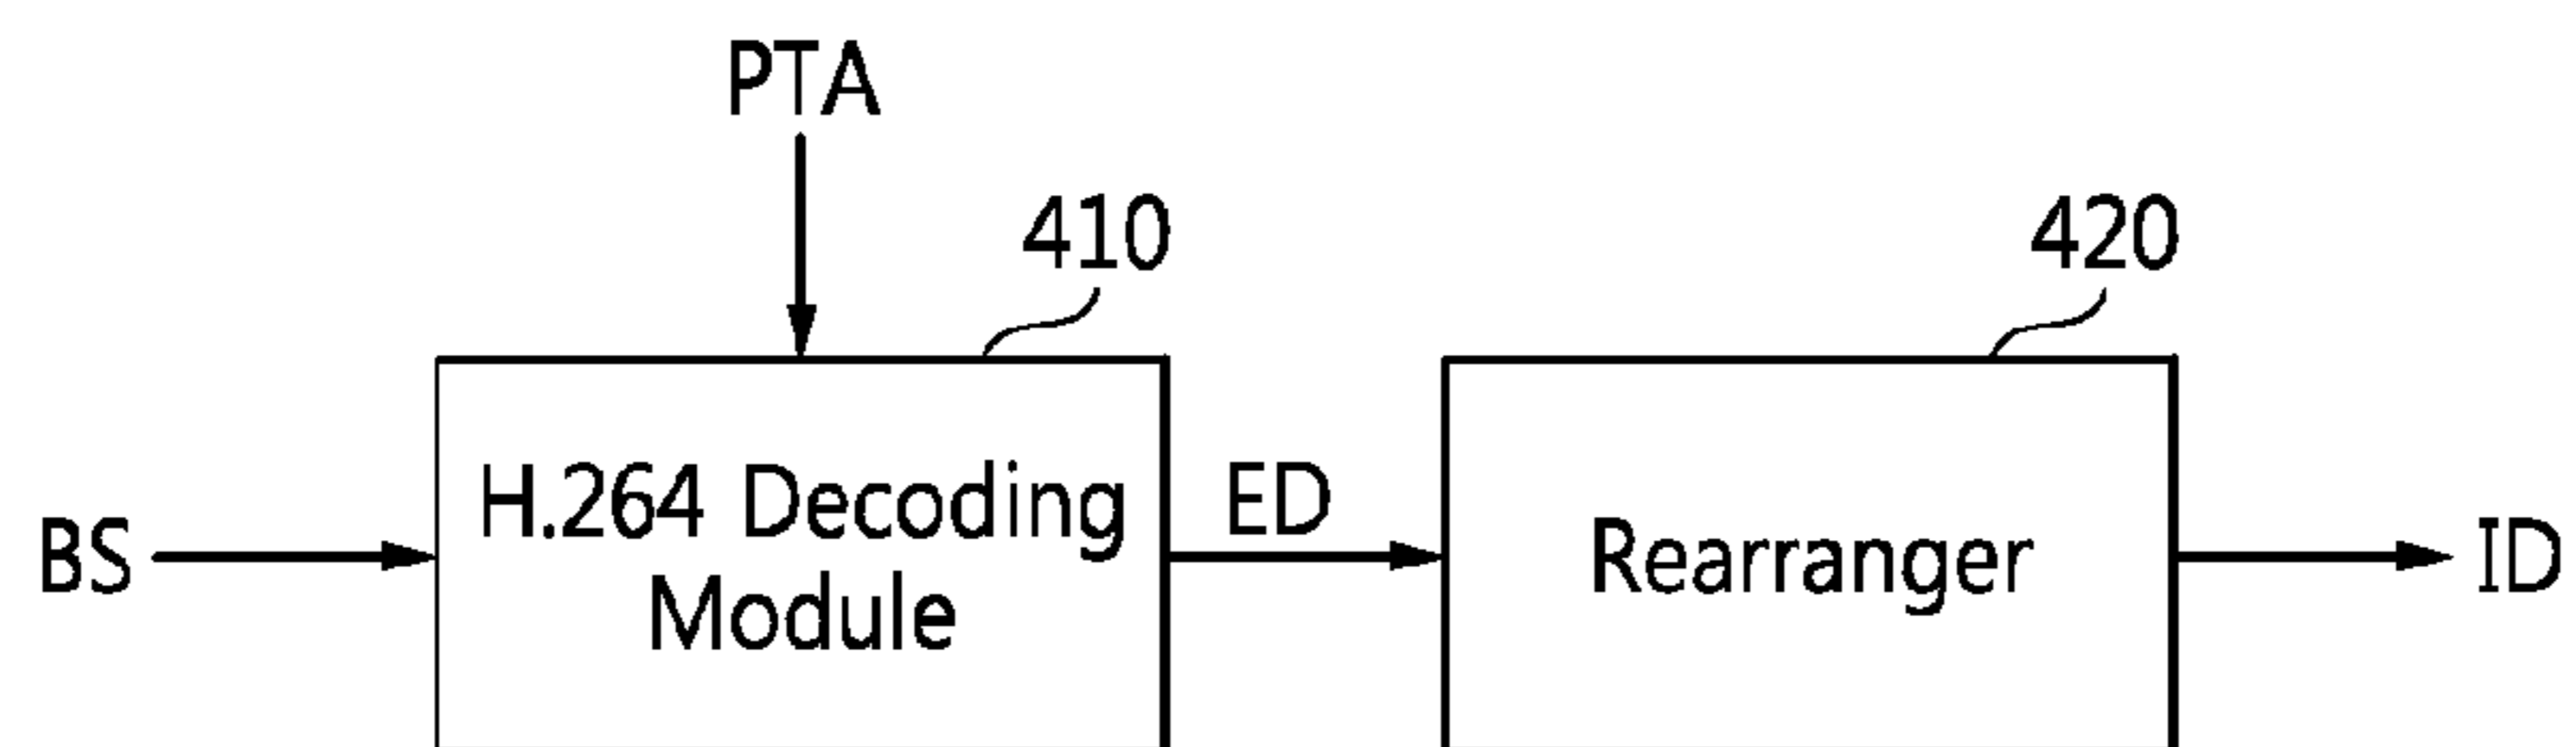 PTA
410
420
BS
H.264 Decoding
Module
ED
Rearranger
ID